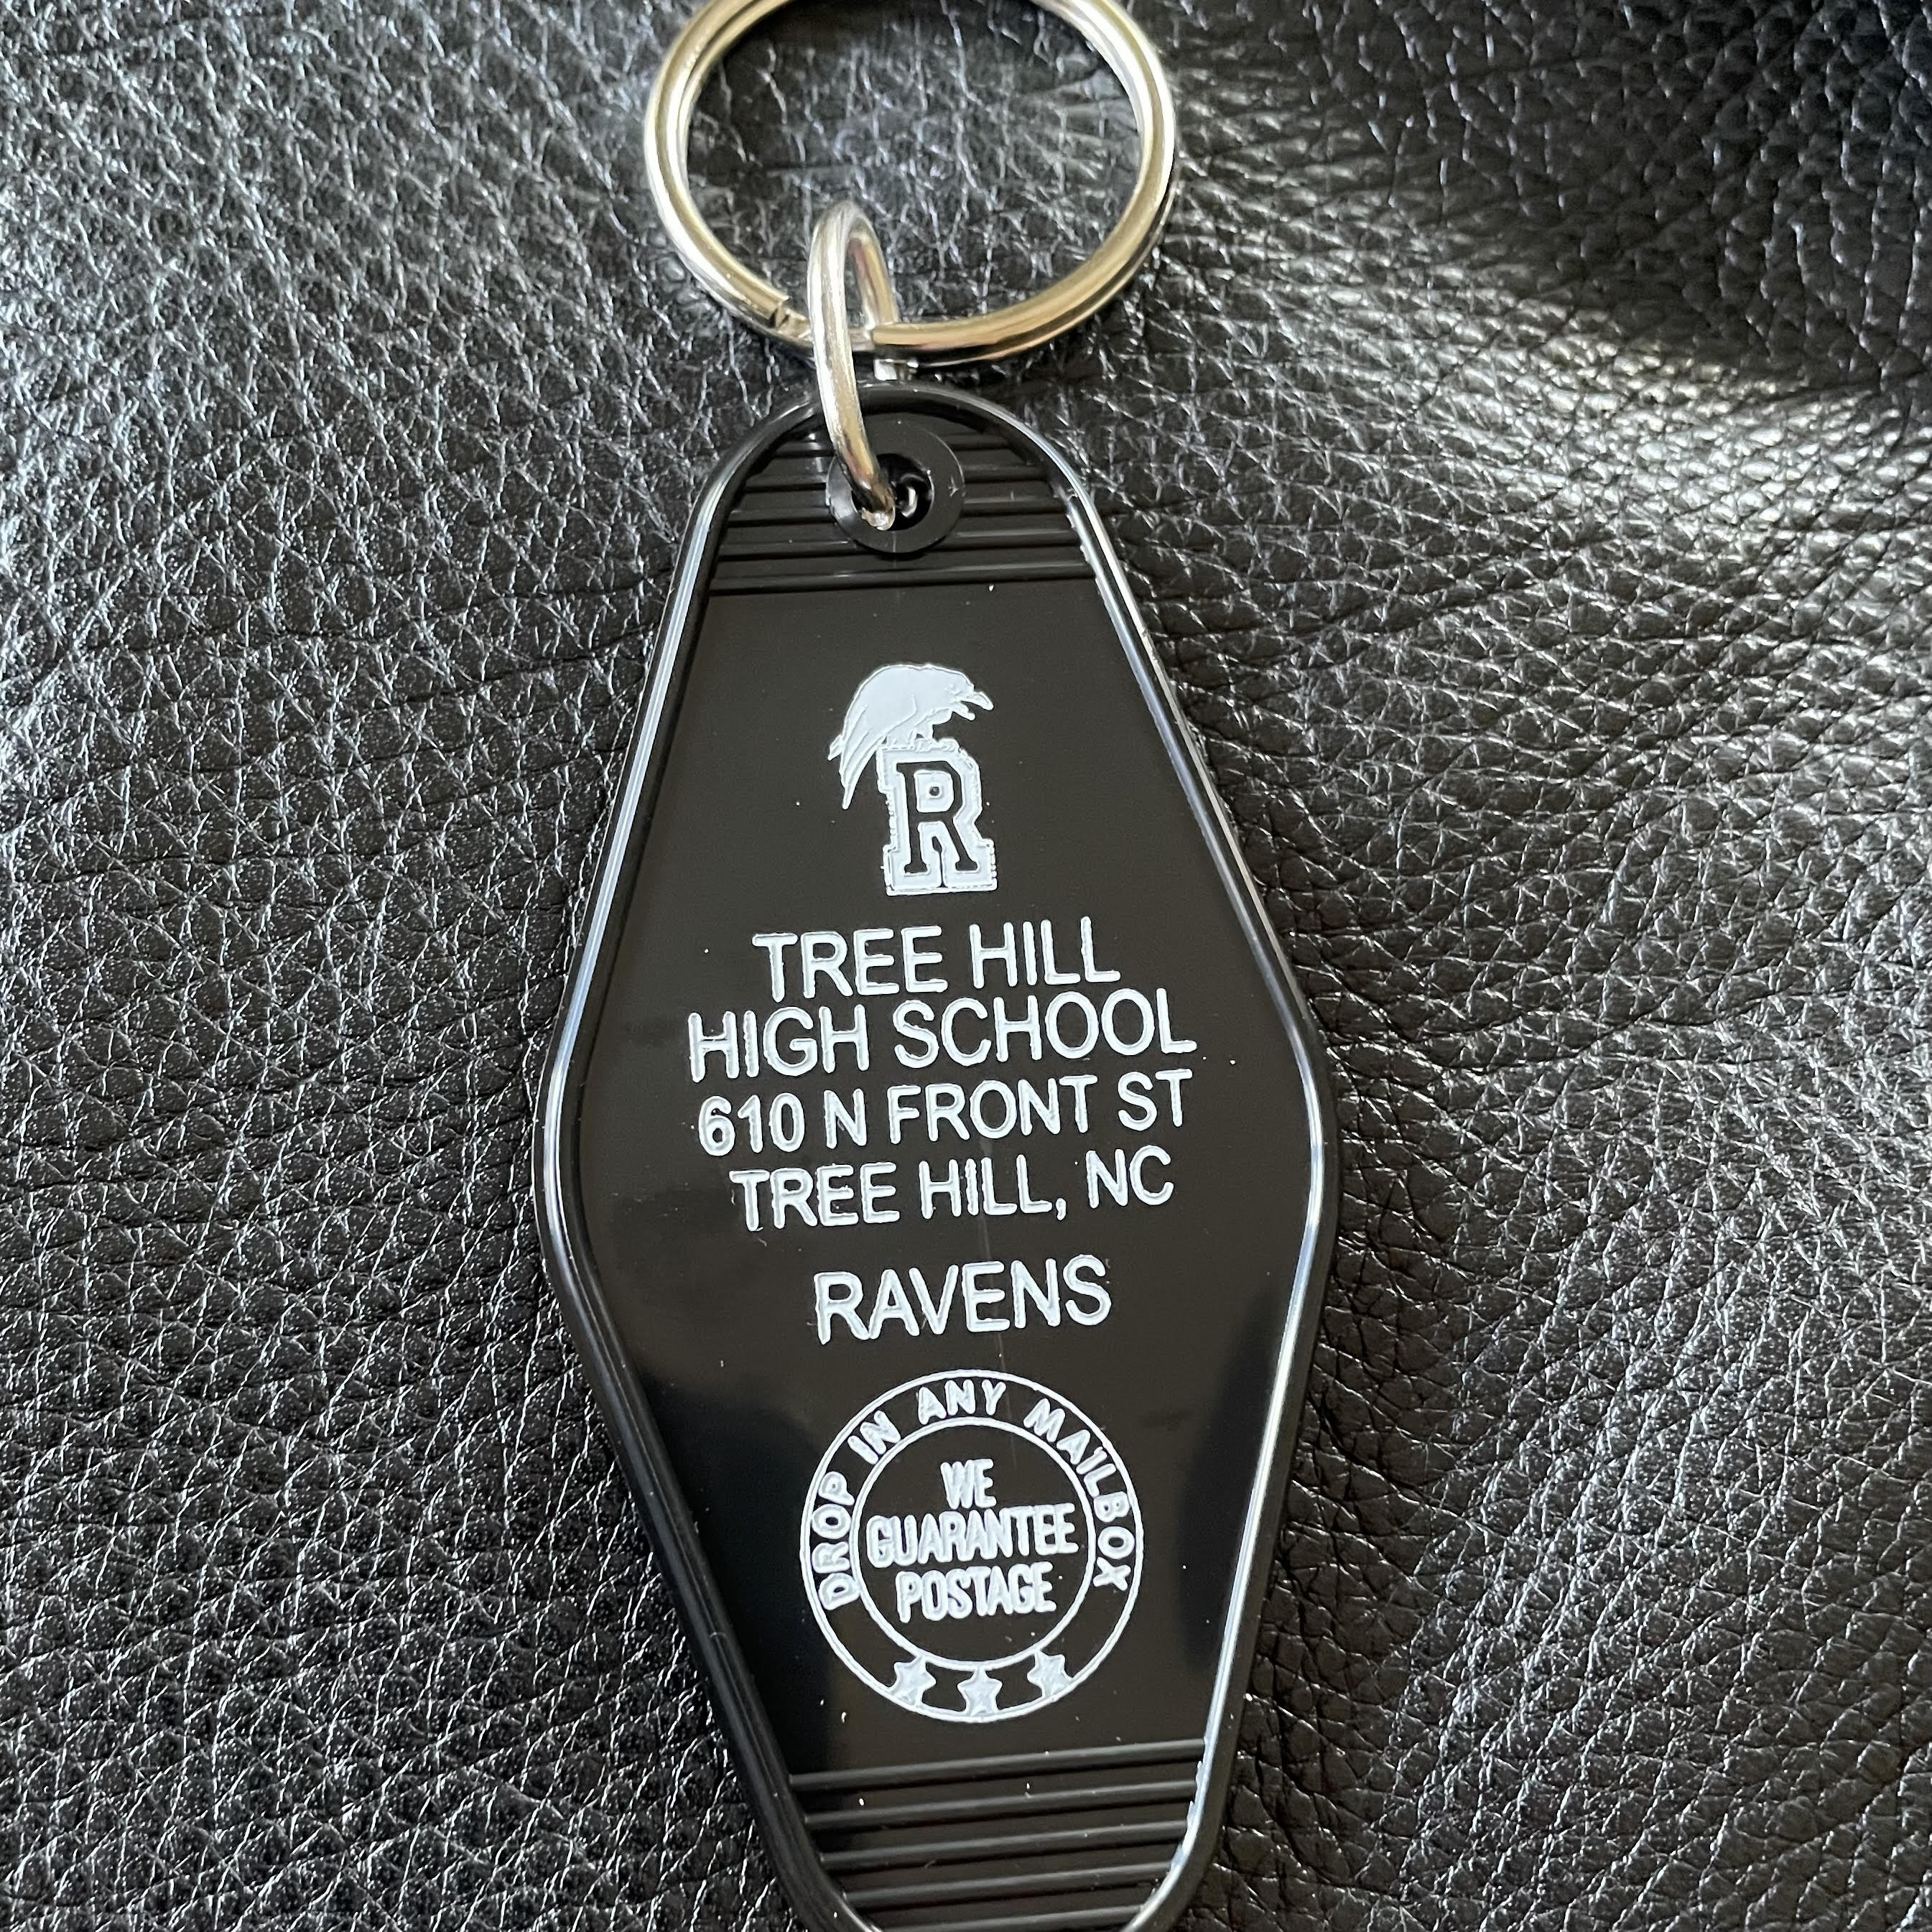 R
TREE HILL
HIGH SCHOOL
610 N FRONT ST
TREE HILL, NC
RAVENS
DROP IN ANY MAILBOX
WE
GUARANTEE
POSTAGE